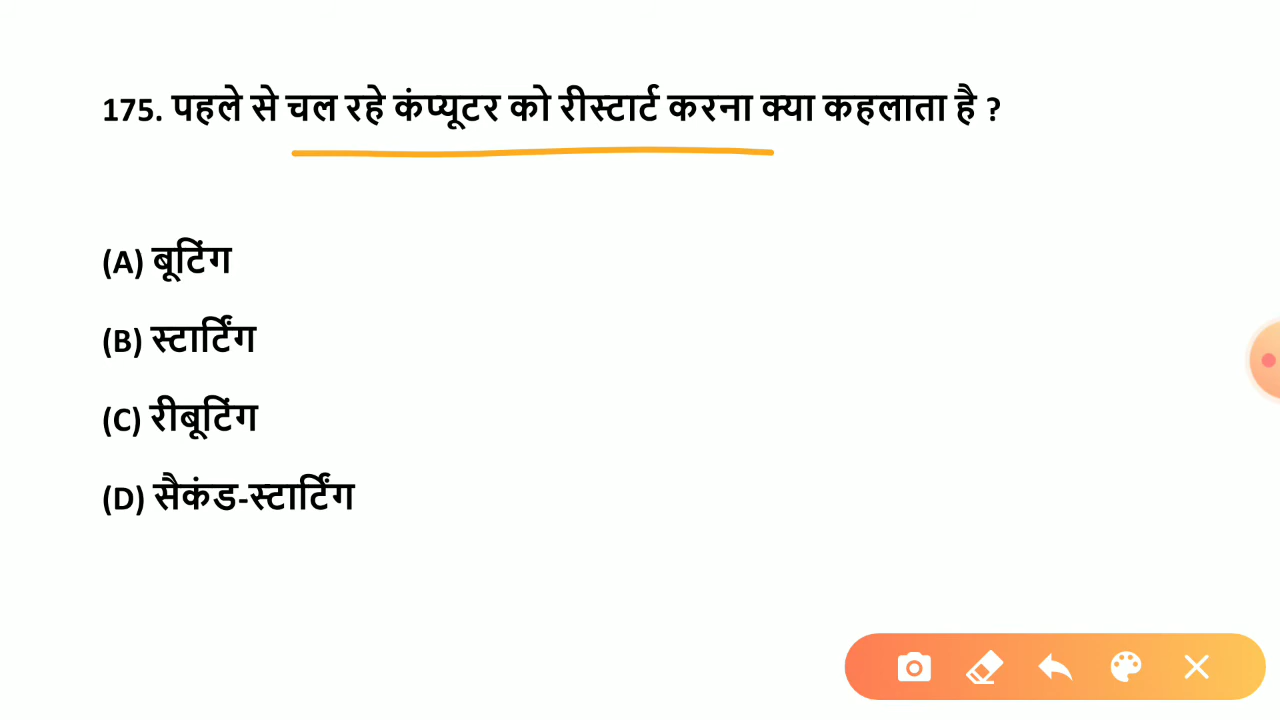 175. पहले से चल रहे कंप्यूटर को रीस्टार्ट करना क्या कहलाता है ?
(A) बूटिंग
(B) स्टार्टिंग
(C) रीबूटिंग
(D) सैकंड-स्टार्टिंग